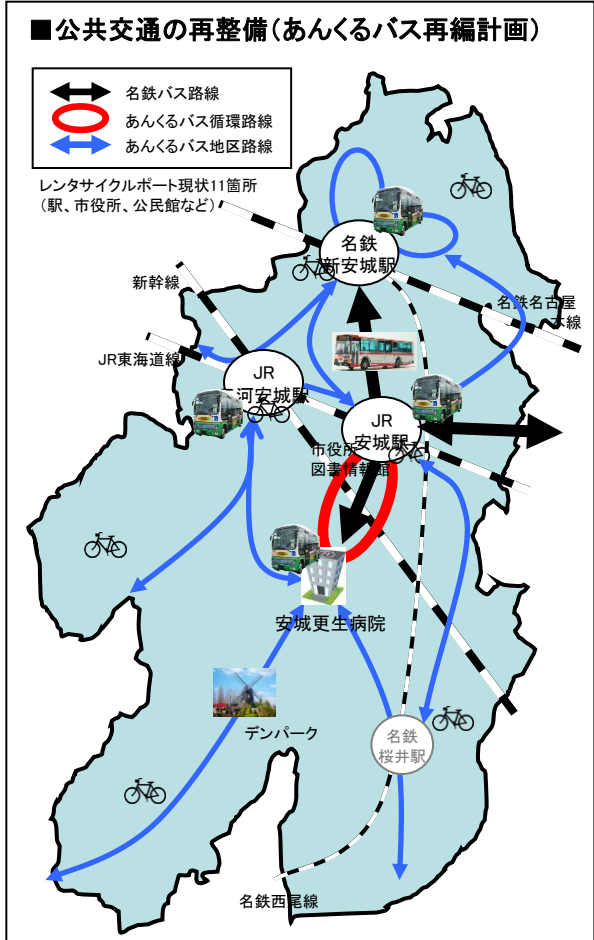 ■公共交通の再整備(あんくるバス再編計画)
名鉄バス路線
あんくるバス循環路線
あんくるバス地区路線
レンタサイクルポート現状11箇所
(駅、市役所、公民館など)
名鉄
新安城駅
新幹線
名鉄名古屋
本線
JR東海道線
JR
三河安城駅
JR
安城駅
市役所
図書情報館
安城更生病院
デンパーク
名鉄
桜井駅
名鉄西尾線